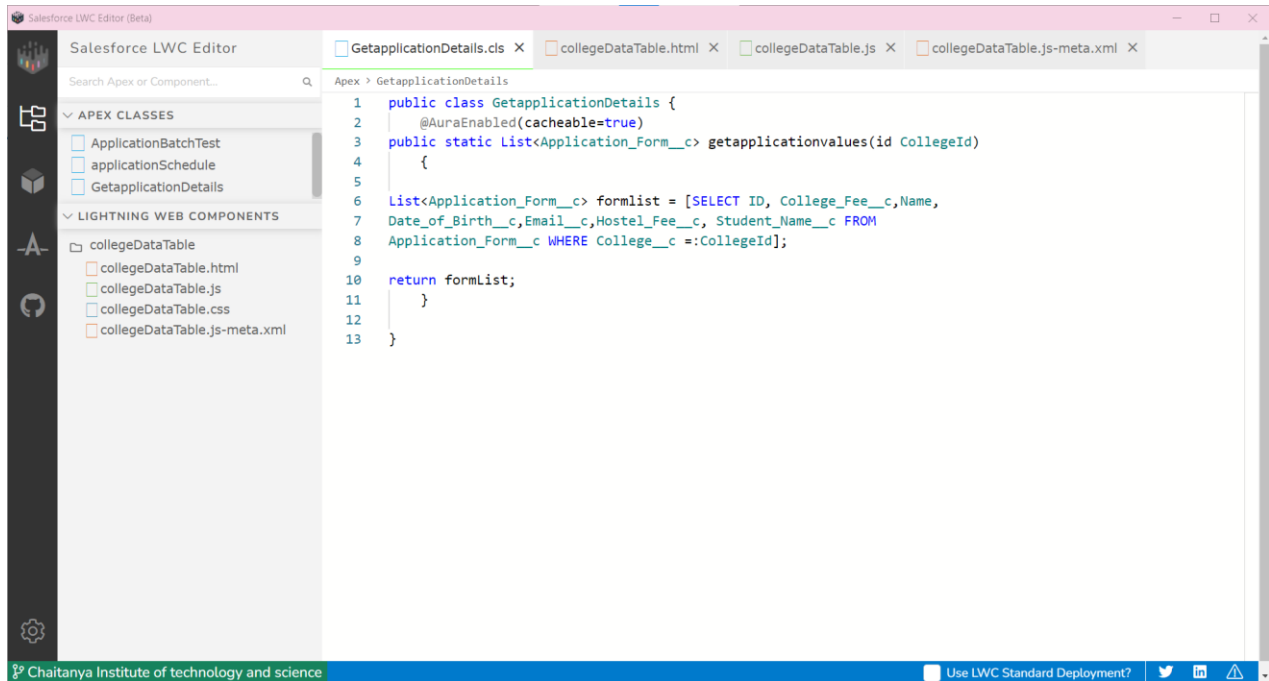 Salesforce LWC Editor (Beta)
Salesforce LWC Editor
Search Apex or Component...
APEX CLASSES
ApplicationBatchTest
applicationSchedule
GetapplicationDetails
LIGHTNING WEB COMPONENTS
collegeDataTable
collegeDataTable.html
collegeDataTable.js
collegeDataTable.css
collegeDataTable.js-meta.xml
GetapplicationDetails.cls collegeDataTable.html collegeDataTable.js collegeDataTable.js-meta.xml
Apex > GetapplicationDetails
1 public class GetapplicationDetails {
2 @AuraEnabled(cacheable=true)
3 public static List<Application_Form__c> getapplicationvalues(id CollegeId)
4 {
5
6 List<Application_Form__c> formlist = [SELECT ID, College_Fee__c,Name,
7 Date_of_Birth__c,Email__c,Hostel_Fee__c, Student_Name__c FROM
8 Application_Form__c WHERE College__c =:CollegeId];
9
10 return formList;
11 }
12
13 }
Chaitanya Institute of technology and science
Use LWC Standard Deployment?